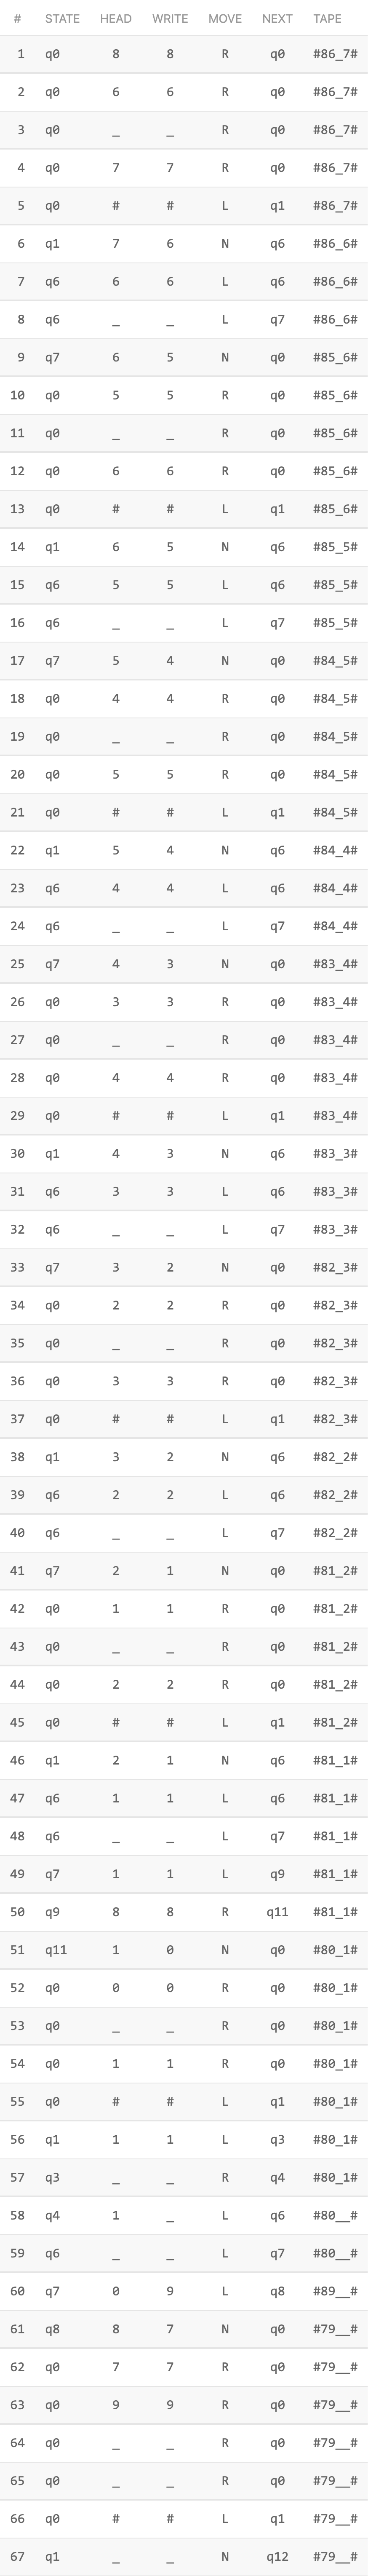 # STATE HEAD WRITE MOVE NEXT TAPE
1 q0 8 8 R q0 #86_7#
2 q0 6 6 R q0 #86_7#
3 q0 _ _ R q0 #86_7#
4 q0 7 7 R q0 #86_7#
5 q0 # # L q1 #86_7#
6 q1 7 6 N q6 #86_6#
7 q6 6 6 L q6 #86_6#
8 q6 _ _ L q7 #86_6#
9 q7 6 5 N q0 #85_6#
10 q0 5 5 R q0 #85_6#
11 q0 _ _ R q0 #85_6#
12 q0 6 6 R q0 #85_6#
13 q0 # # L q1 #85_6#
14 q1 6 5 N q6 #85_5#
15 q6 5 5 L q6 #85_5#
16 q6 _ _ L q7 #85_5#
17 q7 5 4 N q0 #84_5#
18 q0 4 4 R q0 #84_5#
19 q0 _ _ R q0 #84_5#
20 q0 5 5 R q0 #84_5#
21 q0 # # L q1 #84_5#
22 q1 5 4 N q6 #84_4#
23 q6 4 4 L q6 #84_4#
24 q6 _ _ L q7 #84_4#
25 q7 4 3 N q0 #83_4#
26 q0 3 3 R q0 #83_4#
27 q0 _ _ R q0 #83_4#
28 q0 4 4 R q0 #83_4#
29 q0 # # L q1 #83_4#
30 q1 4 3 N q6 #83_3#
31 q6 3 3 L q6 #83_3#
32 q6 _ _ L q7 #83_3#
33 q7 3 2 N q0 #82_3#
34 q0 2 2 R q0 #82_3#
35 q0 _ _ R q0 #82_3#
36 q0 3 3 R q0 #82_3#
37 q0 # # L q1 #82_3#
38 q1 3 2 N q6 #82_2#
39 q6 2 2 L q6 #82_2#
40 q6 _ _ L q7 #82_2#
41 q7 2 1 N q0 #81_2#
42 q0 1 1 R q0 #81_2#
43 q0 _ _ R q0 #81_2#
44 q0 2 2 R q0 #81_2#
45 q0 # # L q1 #81_2#
46 q1 2 1 N q6 #81_1#
47 q6 1 1 L q6 #81_1#
48 q6 _ _ L q7 #81_1#
49 q7 1 1 L q9 #81_1#
50 q9 8 8 R q11 #81_1#
51 q11 1 0 N q0 #80_1#
52 q0 0 0 R q0 #80_1#
53 q0 _ _ R q0 #80_1#
54 q0 1 1 R q0 #80_1#
55 q0 # # L q1 #80_1#
56 q1 1 1 L q3 #80_1#
57 q3 _ _ R q4 #80_1#
58 q4 1 _ L q6 #80__#
59 q6 _ _ L q7 #80__#
60 q7 0 9 L q8 #89__#
61 q8 8 7 N q0 #79__#
62 q0 7 7 R q0 #79__#
63 q0 9 9 R q0 #79__#
64 q0 _ _ R q0 #79__#
65 q0 _ _ R q0 #79__#
66 q0 # # L q1 #79__#
67 q1 _ _ N q12 #79__#